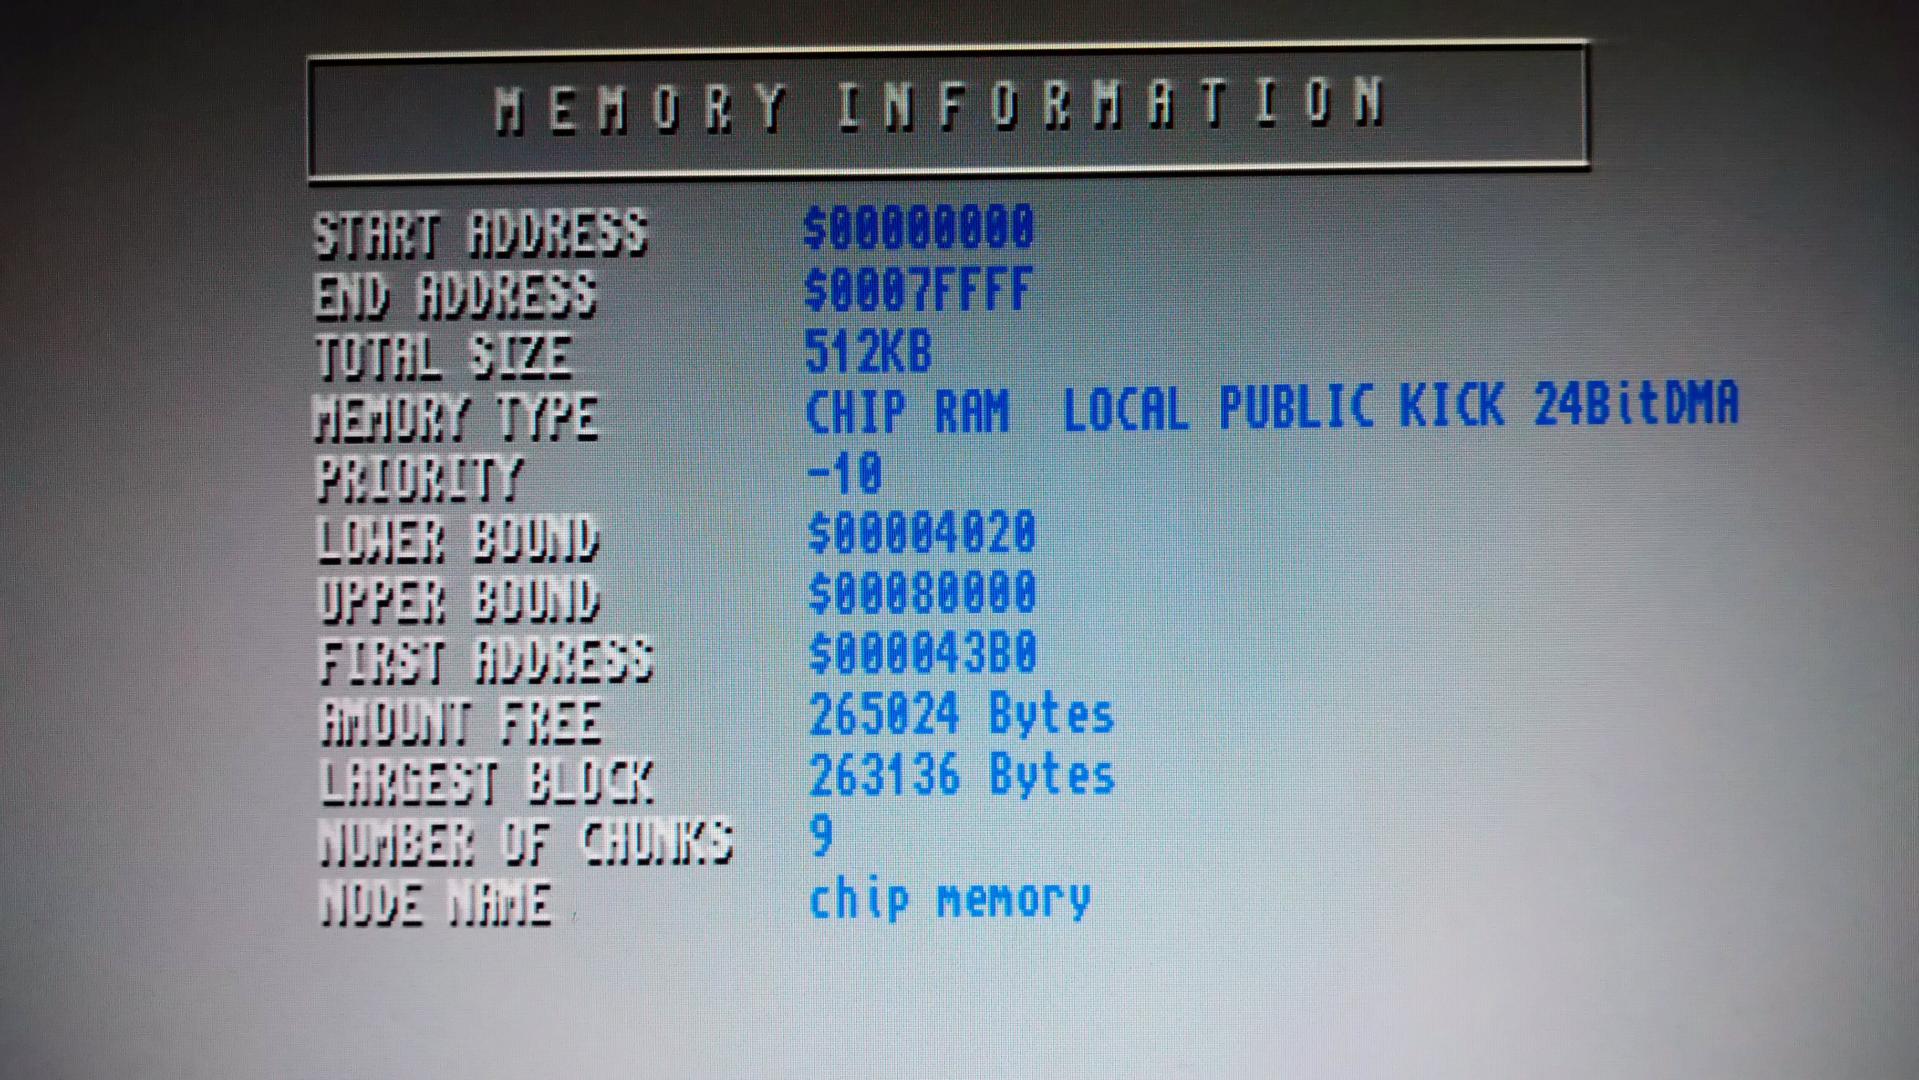 MEMORY INFORMATION
START ADDRESS $00000000
END ADDRESS $0007FFFF
TOTAL SIZE 512KB
MEMORY TYPE CHIP RAM LOCAL PUBLIC KICK 24BitDMA
PRIORITY -10
LOWER BOUND $00004020
UPPER BOUND $00080000
FIRST ADDRESS $000043B0
AMOUNT FREE 265024 Bytes
LARGEST BLOCK 263136 Bytes
NUMBER OF CHUNKS 9
NODE NAME chip memory